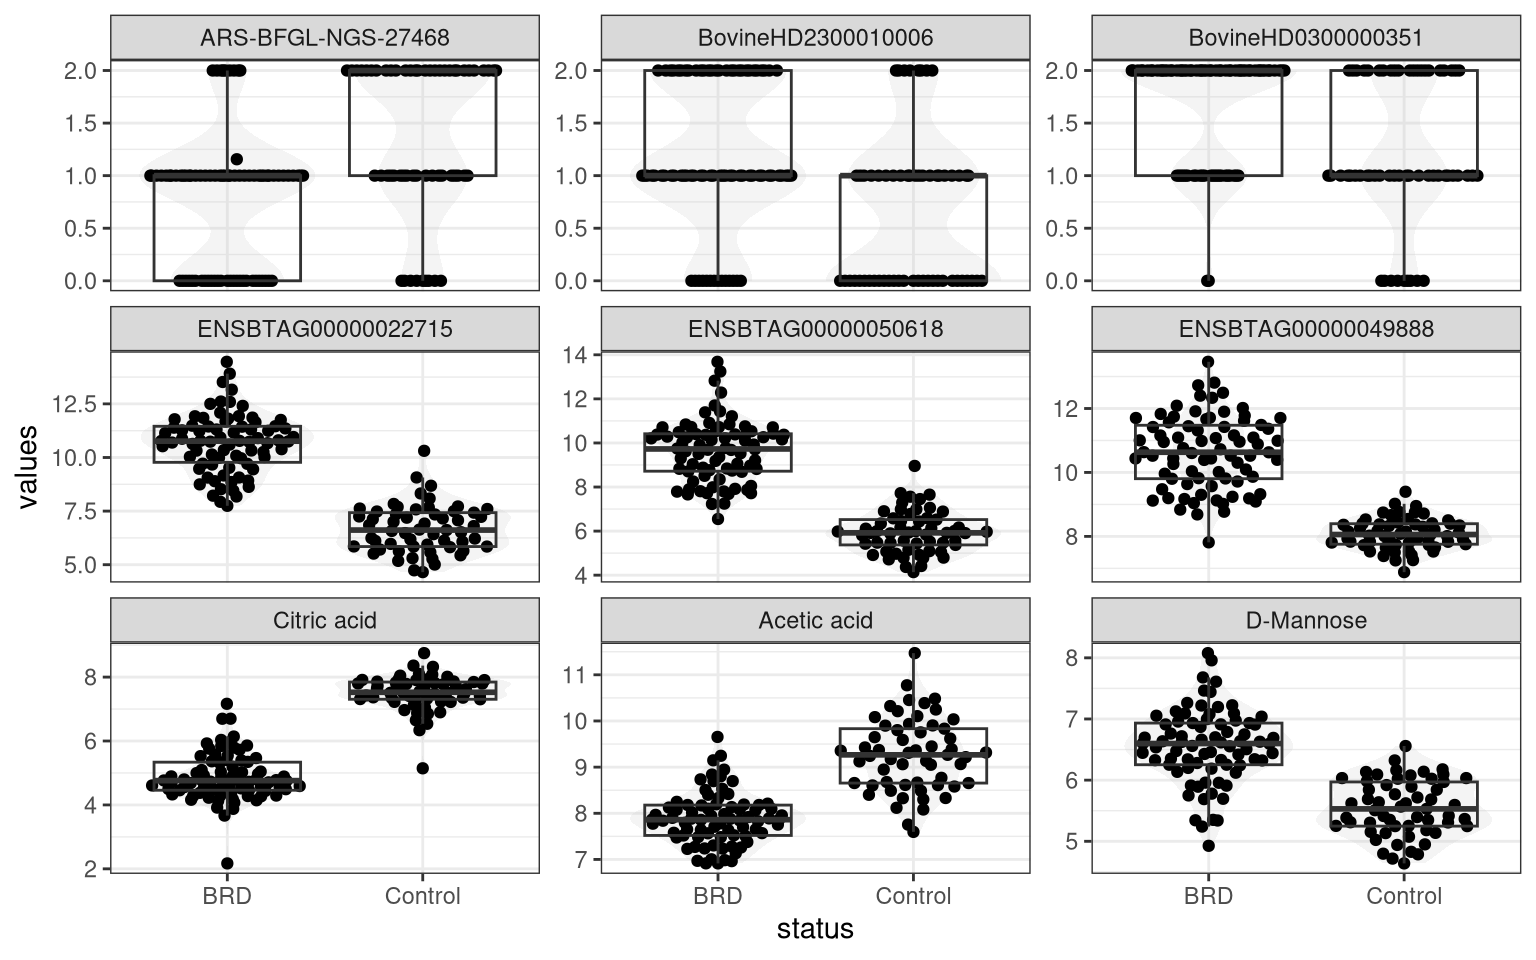 ARS-BFGL-NGS-27468 BovineHD2300010006 BovineHD0300000351
2.0 2.0 2.0
1.5 1.5 1.5
1.0 1.0 1.0
0.5 0.5 0.5
0.0 0.0 0.0
ENSBTAG00000022715 ENSBTAG00000050618 ENSBTAG00000049888
12.5
10.0
7.5
5.0
14
12
10
8
6
4
12
10
8
values
Citric acid Acetic acid D-Mannose
8
6
4
2
11
10
9
8
7
8
7
6
5
BRD Control BRD Control BRD Control
status